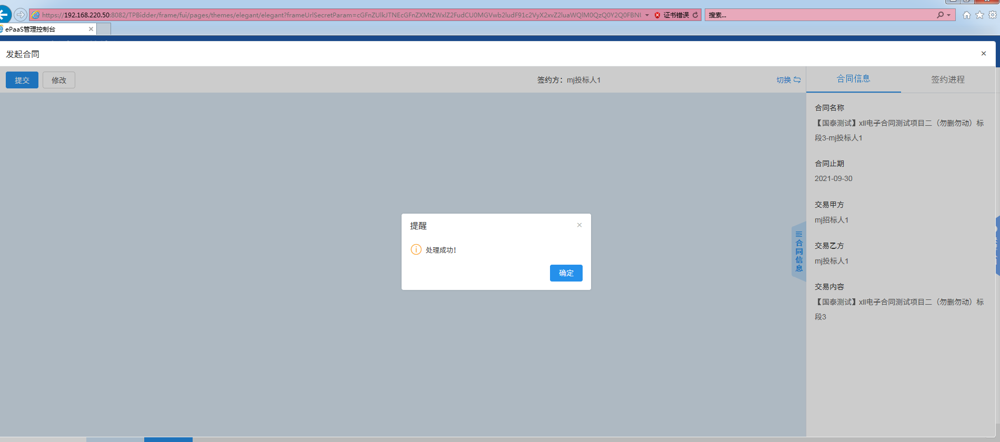 https://192.168.220.50:8082/TPBidder/frame/fui/pages/themes/elegant/elegant?frameUrlSecretParam=cGFnZUlkJTNEcGFnZXMtZWxlZ2FudCU0MGVwb2ludF91c2VyX2xvZ2luaWQlM0QzQ0Y2Q0FBNU 证书错误 搜索...
ePaaS管理控制台
发起合同
提交 修改 签约方：mj投标人1 切换 合同信息 签约进程
合同名称
【国泰测试】xll电子合同测试项目二（勿删勿动）标
段3-mj投标人1
合同止期
2021-09-30
交易甲方
mj招标人1
交易乙方
mj投标人1
交易内容
【国泰测试】xll电子合同测试项目二（勿删勿动）标
段3
合同信息
提醒
处理成功!
确定